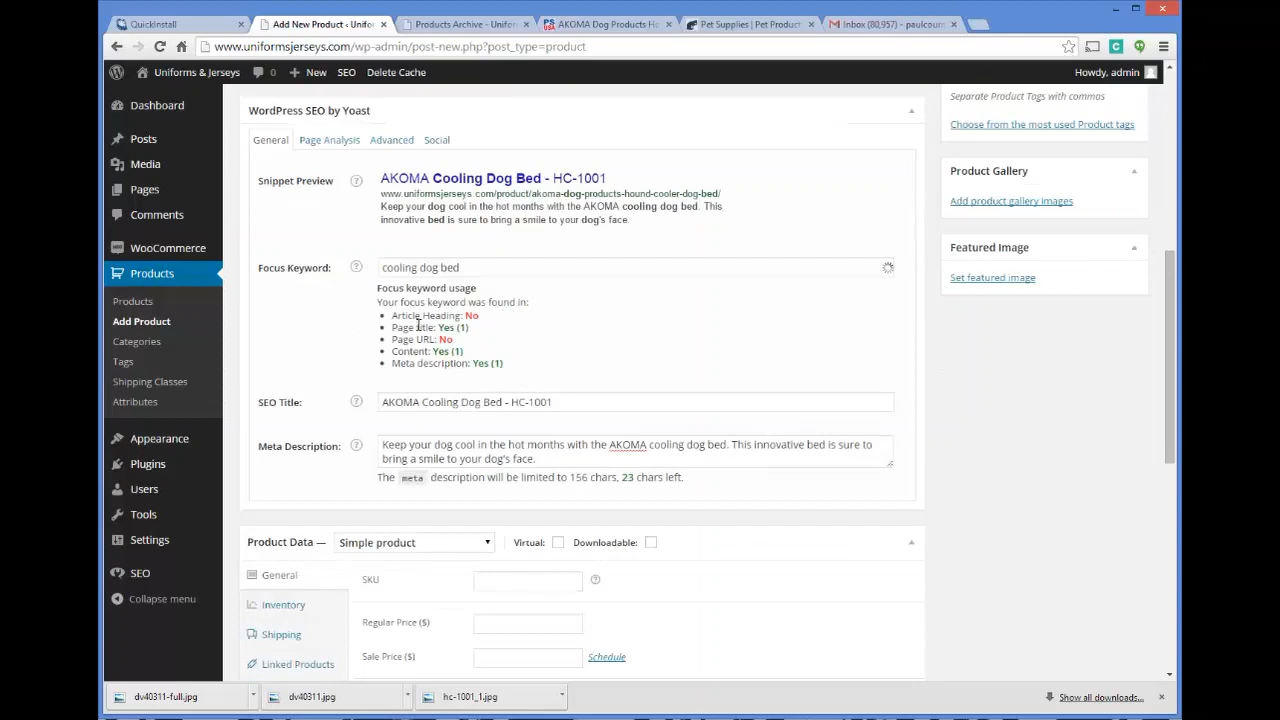 QuickInstall
Add New Product ‹ Unifor
Products Archive - Unifor
AKOMA Dog Products Ho
Pet Supplies | Pet Product
Inbox (80,957) - paulcour
www.uniformsjerseys.com/wp-admin/post-new.php?post_type=product
Uniforms & Jerseys
0
New
SEO
Delete Cache
Howdy, admin
Dashboard
Posts
Media
Pages
Comments
WooCommerce
Products
Products
Add Product
Categories
Tags
Shipping Classes
Attributes
Appearance
Plugins
Users
Tools
Settings
SEO
Collapse menu
WordPress SEO by Yoast
General
Page Analysis
Advanced
Social
Snippet Preview
AKOMA Cooling Dog Bed - HC-1001
www.uniformsjerseys.com/product/akoma-dog-products-hound-cooler-dog-bed/
Keep your dog cool in the hot months with the AKOMA cooling dog bed. This
innovative bed is sure to bring a smile to your dog's face.
Focus Keyword:
cooling dog bed
Focus keyword usage
Your focus keyword was found in:
Article Heading: No
Page title: Yes (1)
Page URL: No
Content: Yes (1)
Meta description: Yes (1)
SEO Title:
AKOMA Cooling Dog Bed - HC-1001
Meta Description:
Keep your dog cool in the hot months with the AKOMA cooling dog bed. This innovative bed is sure to
bring a smile to your dog's face.
The meta description will be limited to 156 chars, 23 chars left.
Product Data —
Simple product
Virtual:
Downloadable:
General
Inventory
Shipping
Linked Products
SKU
Regular Price ($)
Sale Price ($)
Schedule
Separate Product Tags with commas
Choose from the most used Product tags
Product Gallery
Add product gallery images
Featured Image
Set featured image
dv40311-full.jpg
dv40311.jpg
hc-1001_1.jpg
Show all downloads...